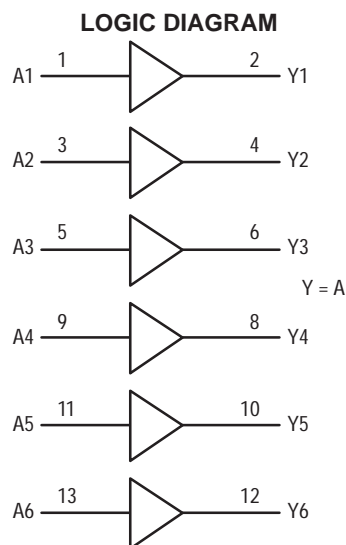 LOGIC DIAGRAM
A1 1 2 Y1
A2 3 4 Y2
A3 5 6 Y3
Y = A
A4 9 8 Y4
A5 11 10 Y5
A6 13 12 Y6